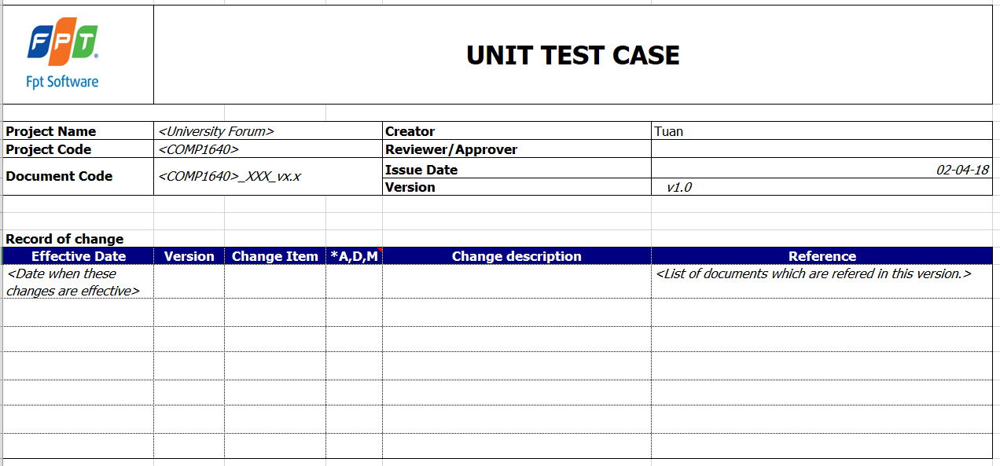 FPT
Fpt Software
UNIT TEST CASE
Project Name <University Forum> Creator Tuan
Project Code <COMP1640> Reviewer/Approver
Document Code <COMP1640>_XXX_vx.x Issue Date 02-04-18
Version v1.0
Record of change
Effective Date Version Change Item *A,D,M Change description Reference
<Date when these <List of documents which are refered in this version.>
changes are effective>